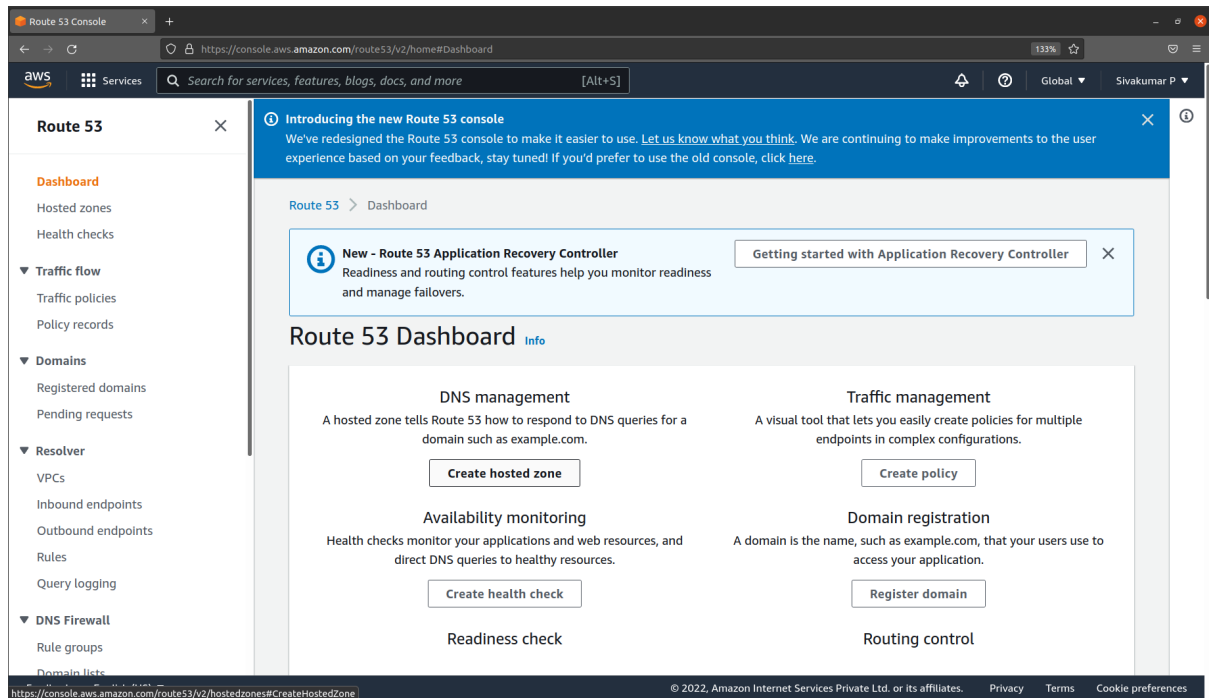 Route 53 Console
https://console.aws.amazon.com/route53/v2/home#Dashboard
133%
aws
Services
Search for services, features, blogs, docs, and more
[Alt+S]
Global
Sivakumar P
Route 53
Dashboard
Hosted zones
Health checks
Traffic flow
Traffic policies
Policy records
Domains
Registered domains
Pending requests
Resolver
VPCs
Inbound endpoints
Outbound endpoints
Rules
Query logging
DNS Firewall
Rule groups
Domain lists
Introducing the new Route 53 console
We've redesigned the Route 53 console to make it easier to use. Let us know what you think. We are continuing to make improvements to the user
experience based on your feedback, stay tuned! If you'd prefer to use the old console, click here.
Route 53 > Dashboard
New - Route 53 Application Recovery Controller
Readiness and routing control features help you monitor readiness
and manage failovers.
Getting started with Application Recovery Controller
Route 53 Dashboard Info
DNS management
A hosted zone tells Route 53 how to respond to DNS queries for a
domain such as example.com.
Create hosted zone
Traffic management
A visual tool that lets you easily create policies for multiple
endpoints in complex configurations.
Create policy
Availability monitoring
Health checks monitor your applications and web resources, and
direct DNS queries to healthy resources.
Create health check
Domain registration
A domain is the name, such as example.com, that your users use to
access your application.
Register domain
Readiness check
Routing control
https://console.aws.amazon.com/route53/v2/hostedzones#CreateHostedZone
© 2022, Amazon Internet Services Private Ltd. or its affiliates.
Privacy
Terms
Cookie preferences